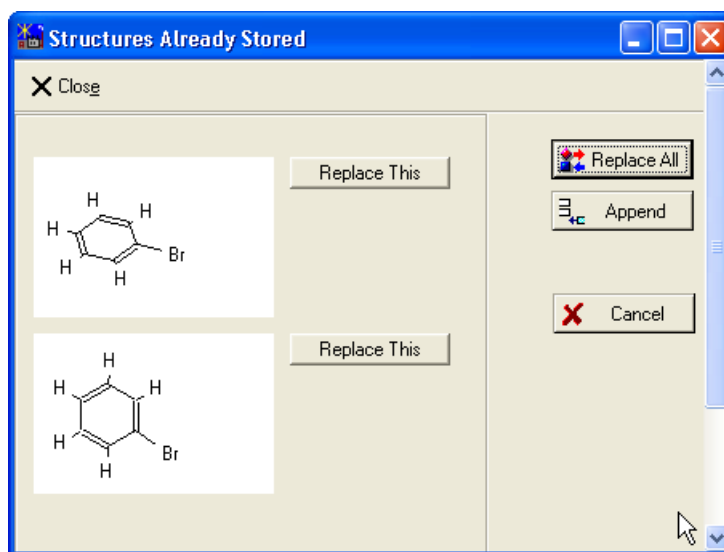 Structures Already Stored
Close
Replace This
Replace All
Append
Cancel
H
H
H
H
Br
H
Replace This
H
H
H
H
Br
H